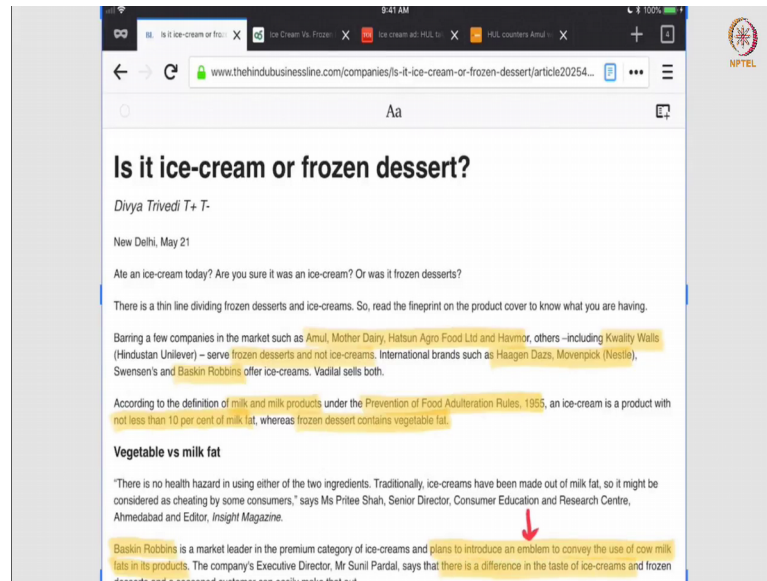 9:41 AM
100%
Is it ice-cream or fro
Ice Cream Vs. Frozen
Ice cream ad: HUL ta
HUL counters Amul
4
www.thehindubusinessline.com/companies/Is-it-ice-cream-or-frozen-dessert/article20254...
NPTEL
Aa
Is it ice-cream or frozen dessert?
Divya Trivedi T+ T-
New Delhi, May 21
Ate an ice-cream today? Are you sure it was an ice-cream? Or was it frozen desserts?
There is a thin line dividing frozen desserts and ice-creams. So, read the fineprint on the product cover to know what you are having.
Barring a few companies in the market such as Amul, Mother Dairy, Hatsun Agro Food Ltd and Havmor, others –including Kwality Walls
(Hindustan Unilever) – serve frozen desserts and not ice-creams. International brands such as Haagen Dazs, Movenpick (Nestle),
Swensen's and Baskin Robbins offer ice-creams. Vadilal sells both.
According to the definition of milk and milk products under the Prevention of Food Adulteration Rules, 1955, an ice-cream is a product with
not less than 10 per cent of milk fat, whereas frozen dessert contains vegetable fat.
Vegetable vs milk fat
“There is no health hazard in using either of the two ingredients. Traditionally, ice-creams have been made out of milk fat, so it might be
considered as cheating by some consumers,” says Ms Pritee Shah, Senior Director, Consumer Education and Research Centre,
Ahmedabad and Editor, Insight Magazine.
Baskin Robbins is a market leader in the premium category of ice-creams and plans to introduce an emblem to convey the use of cow milk
fats in its products. The company's Executive Director, Mr Sunil Pardal, says that there is a difference in the taste of ice-creams and frozen